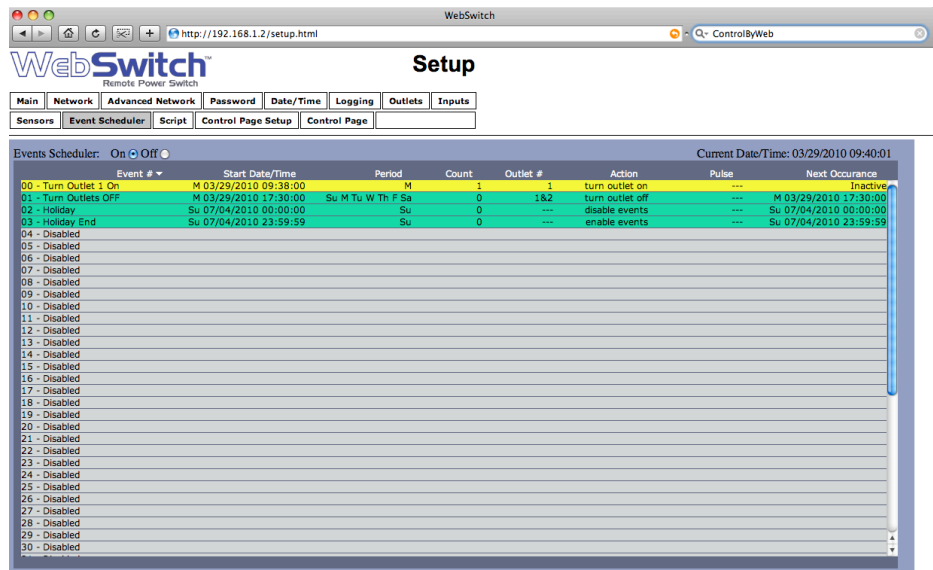 WebSwitch
http://192.168.1.2/setup.html
ControlByWeb
WebSwitch™
Remote Power Switch
Setup
Main Network Advanced Network Password Date/Time Logging Outlets Inputs
Sensors Event Scheduler Script Control Page Setup Control Page
Events Scheduler: On Off Current Date/Time: 03/29/2010 09:40:01
Event # Start Date/Time Period Count Outlet # Action Pulse Next Occurance
00 - Turn Outlet 1 On M 03/29/2010 09:38:00 M 1 1 turn outlet on --- Inactive
01 - Turn Outlets OFF M 03/29/2010 17:30:00 Su M Tu W Th F Sa 0 1&2 turn outlet off --- M 03/29/2010 17:30:00
02 - Holiday Su 07/04/2010 00:00:00 Su 0 --- disable events --- Su 07/04/2010 00:00:00
03 - Holiday End Su 07/04/2010 23:59:59 Su 0 --- enable events --- Su 07/04/2010 23:59:59
04 - Disabled
05 - Disabled
06 - Disabled
07 - Disabled
08 - Disabled
09 - Disabled
10 - Disabled
11 - Disabled
12 - Disabled
13 - Disabled
14 - Disabled
15 - Disabled
16 - Disabled
17 - Disabled
18 - Disabled
19 - Disabled
20 - Disabled
21 - Disabled
22 - Disabled
23 - Disabled
24 - Disabled
25 - Disabled
26 - Disabled
27 - Disabled
28 - Disabled
29 - Disabled
30 - Disabled